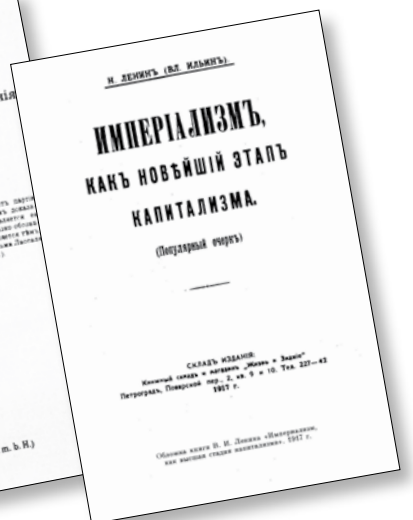 Н. ЛЕНИНЪ (ВЛ. ИЛЬИНЪ).
ИМПЕРІАЛИЗМЪ,
КАКЪ НОВѢЙШІЙ ЭТАПЪ
КАПИТАЛИЗМА.
(Популярный очеркъ)
СКЛАДЪ ИЗДАНІЯ:
Книжный складъ и магазинъ „Жизнь и Знаніе“
Петроградъ, Поварской пер., 2, кв. 9 и 10. Тел. 227—42
1917 г.
Обложка книги В. И. Ленина «Империализм,
как высшая стадия капитализма». 1917 г.
m. b. H.)